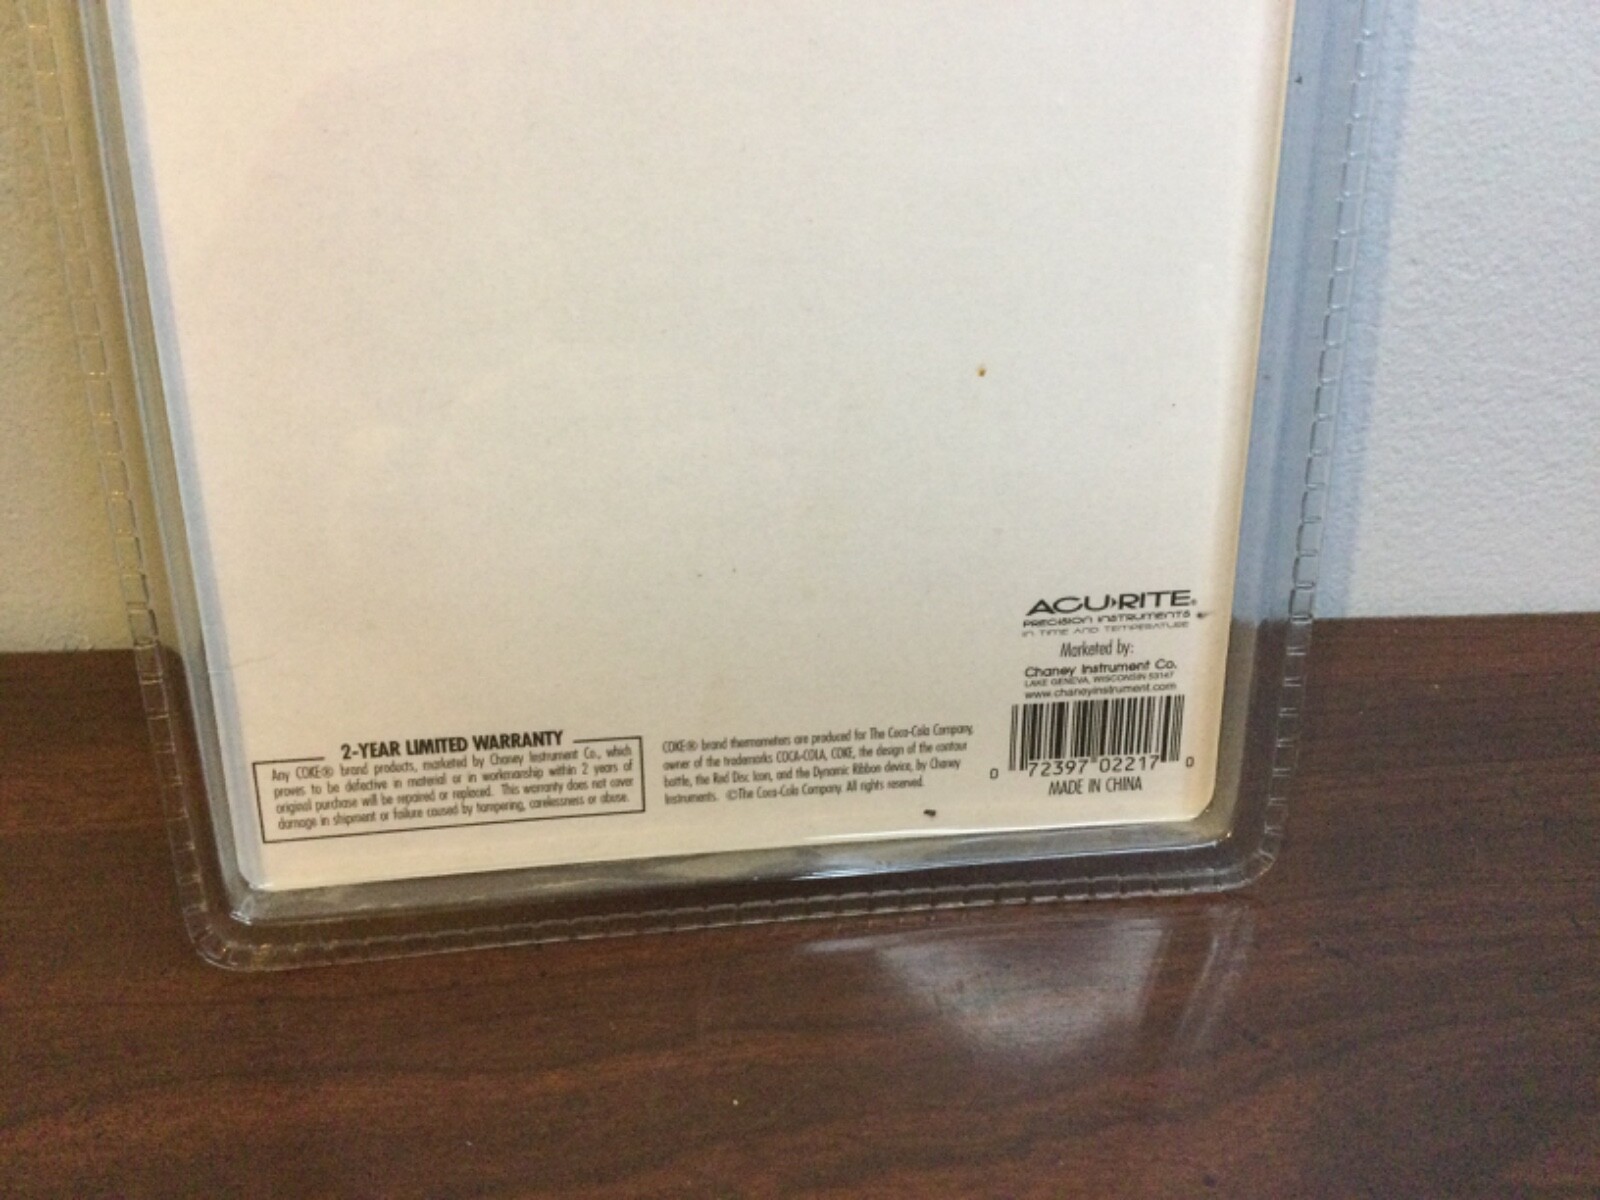 ACU›RITE®
PRECISION INSTRUMENTS
IN TIME AND TEMPERATURE
Marketed by:
Chaney Instrument Co.
LAKE GENEVA, WISCONSIN 53147
www.chaneyinstrument.com
0 72397 02217 0
MADE IN CHINA
2-YEAR LIMITED WARRANTY
Any COKE® brand products, marketed by Chaney Instrument Co., which
proves to be defective in material or in workmanship within 2 years of
original purchase will be repaired or replaced. This warranty does not cover
damage in shipment or failure caused by tampering, carelessness or abuse.
COKE® brand thermometers are produced for The Coca-Cola Company,
owner of the trademarks COCA-COLA, COKE, the design of the contour
bottle, the Red Disc Icon, and the Dynamic Ribbon device, by Chaney
Instruments. ©The Coca-Cola Company. All rights reserved.